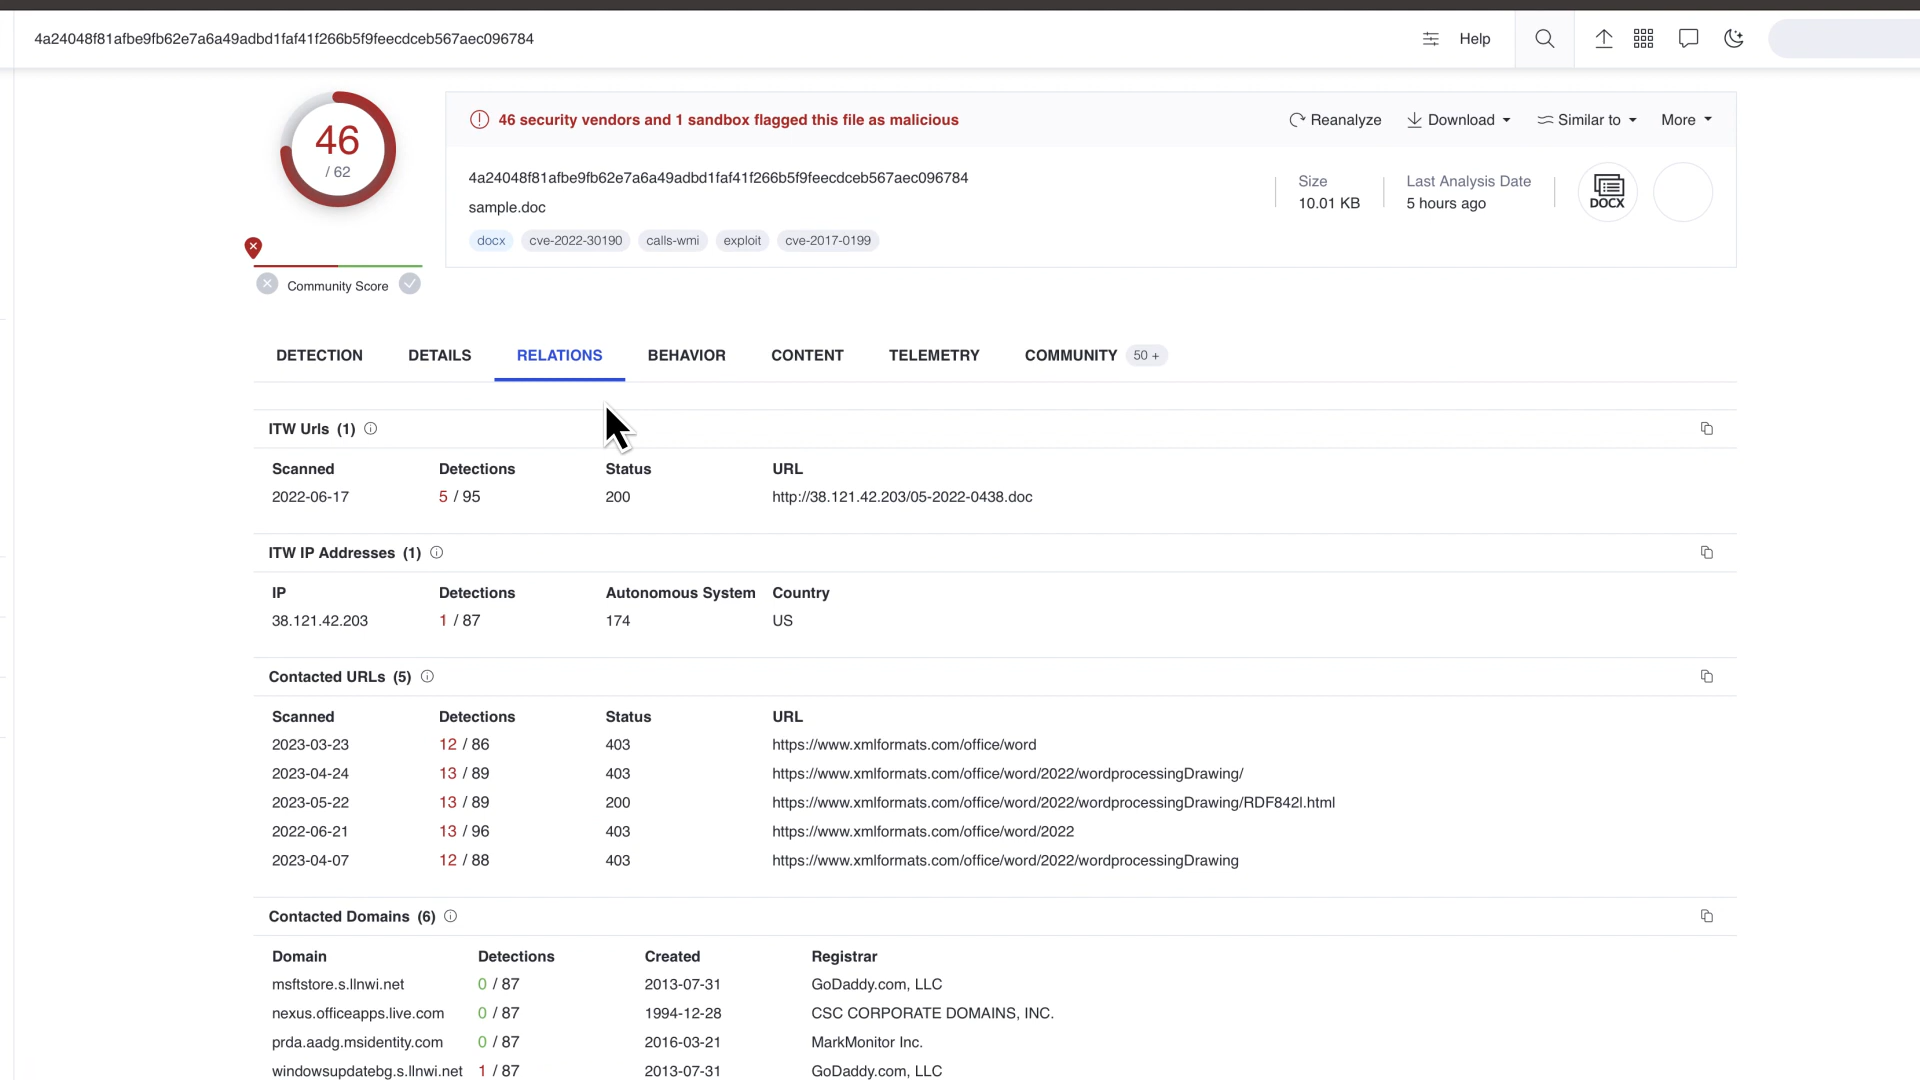 4a24048f81afbe9fb62e7a6a49adbd1faf41f266b5f9feecdceb567aec096784
Help
46
/ 62
46 security vendors and 1 sandbox flagged this file as malicious
Reanalyze
Download
Similar to
More
4a24048f81afbe9fb62e7a6a49adbd1faf41f266b5f9feecdceb567aec096784
sample.doc
docx
cve-2022-30190
calls-wmi
exploit
cve-2017-0199
Size
10.01 KB
Last Analysis Date
5 hours ago
DOCX
Community Score
DETECTION
DETAILS
RELATIONS
BEHAVIOR
CONTENT
TELEMETRY
COMMUNITY
50 +
ITW Urls (1)
Scanned Detections Status URL
2022-06-17 5 / 95 200 http://38.121.42.203/05-2022-0438.doc
ITW IP Addresses (1)
IP Detections Autonomous System Country
38.121.42.203 1 / 87 174 US
Contacted URLs (5)
Scanned Detections Status URL
2023-03-23 12 / 86 403 https://www.xmlformats.com/office/word
2023-04-24 13 / 89 403 https://www.xmlformats.com/office/word/2022/wordprocessingDrawing/
2023-05-22 13 / 89 200 https://www.xmlformats.com/office/word/2022/wordprocessingDrawing/RDF842l.html
2022-06-21 13 / 96 403 https://www.xmlformats.com/office/word/2022
2023-04-07 12 / 88 403 https://www.xmlformats.com/office/word/2022/wordprocessingDrawing
Contacted Domains (6)
Domain Detections Created Registrar
msftstore.s.llnwi.net 0 / 87 2013-07-31 GoDaddy.com, LLC
nexus.officeapps.live.com 0 / 87 1994-12-28 CSC CORPORATE DOMAINS, INC.
prda.aadg.msidentity.com 0 / 87 2016-03-21 MarkMonitor Inc.
windowsupdatebg.s.llnwi.net 1 / 87 2013-07-31 GoDaddy.com, LLC